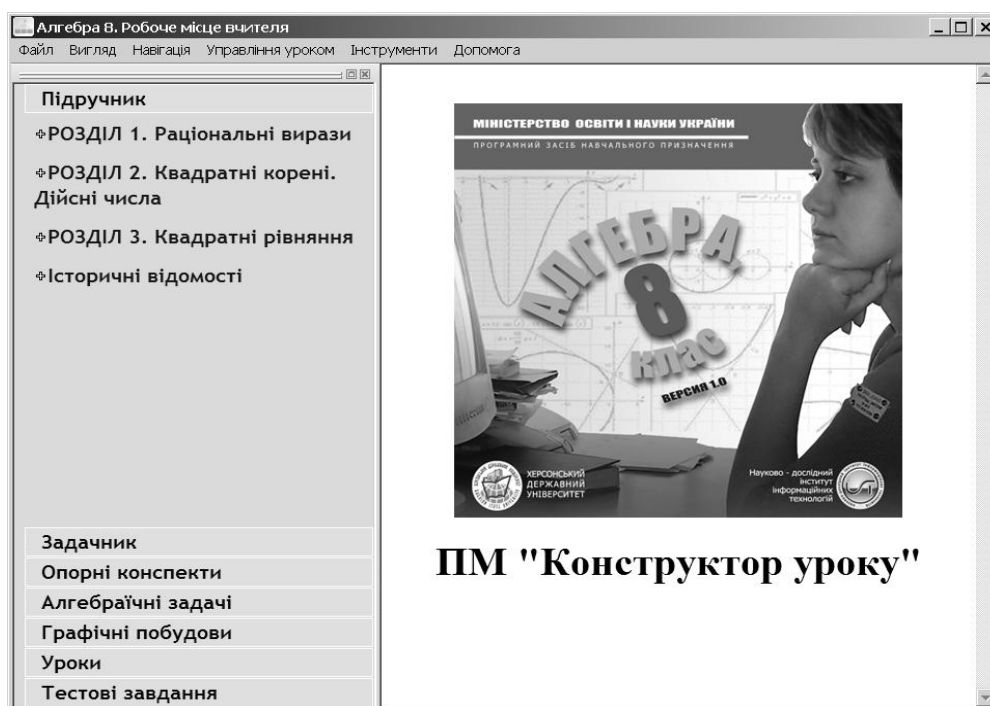 Алгебра 8. Робоче місце вчителя
Файл Вигляд Навігація Управління уроком Інструменти Допомога
Підручник
РОЗДІЛ 1. Раціональні вирази
РОЗДІЛ 2. Квадратні корені.
Дійсні числа
РОЗДІЛ 3. Квадратні рівняння
Історичні відомості
Задачник
Опорні конспекти
Алгебраїчні задачі
Графічні побудови
Уроки
Тестові завдання
МІНІСТЕРСТВО ОСВІТИ І НАУКИ УКРАЇНИ
ПРОГРАМНИЙ ЗАСІБ НАВЧАЛЬНОГО ПРИЗНАЧЕННЯ
АЛГЕБРА
8
клас
ВЕРСИЯ 1.0
ХЕРСОНСЬКИЙ
ДЕРЖАВНИЙ
УНІВЕРСИТЕТ
Науково - дослідний
інститут
інформаційних
технологій
ПМ "Конструктор уроку"